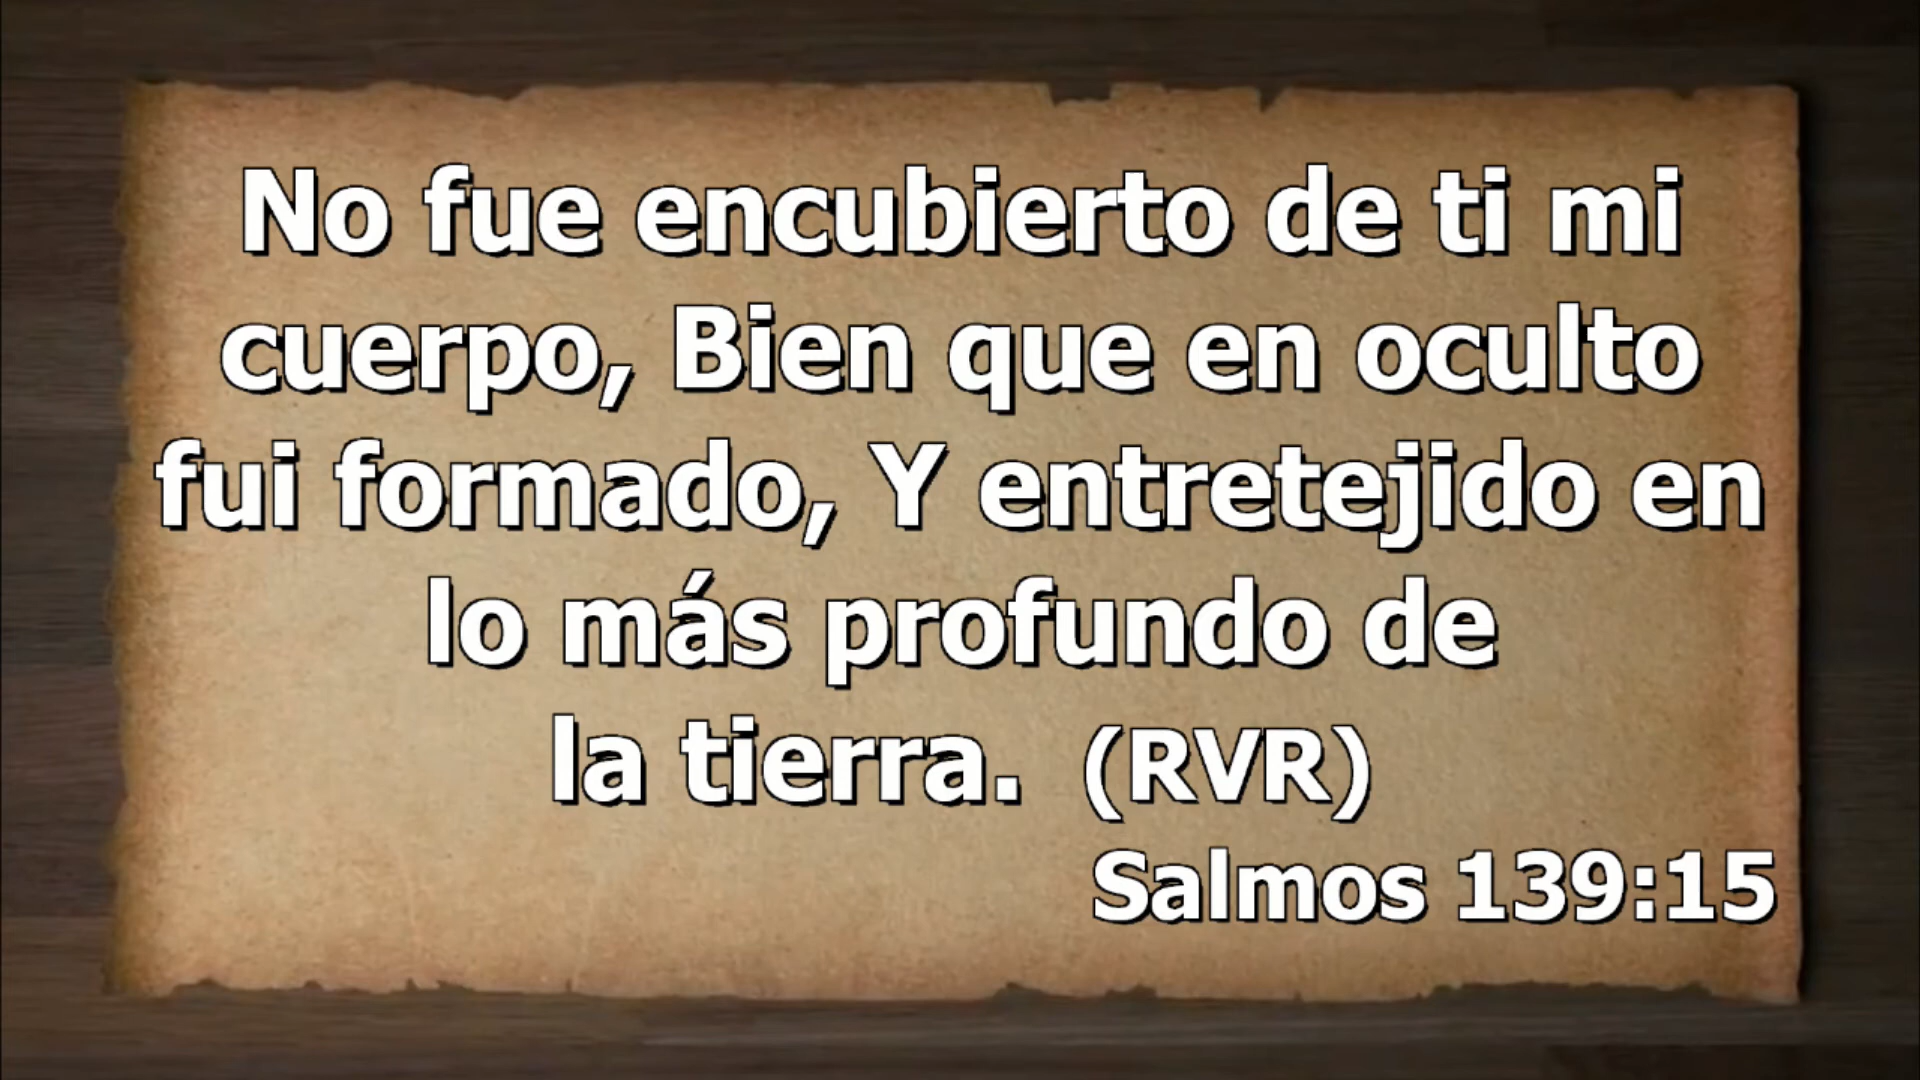 No fue encubierto de ti mi
cuerpo, Bien que en oculto
fui formado, Y entretejido en
lo más profundo de
la tierra. (RVR)
Salmos 139:15